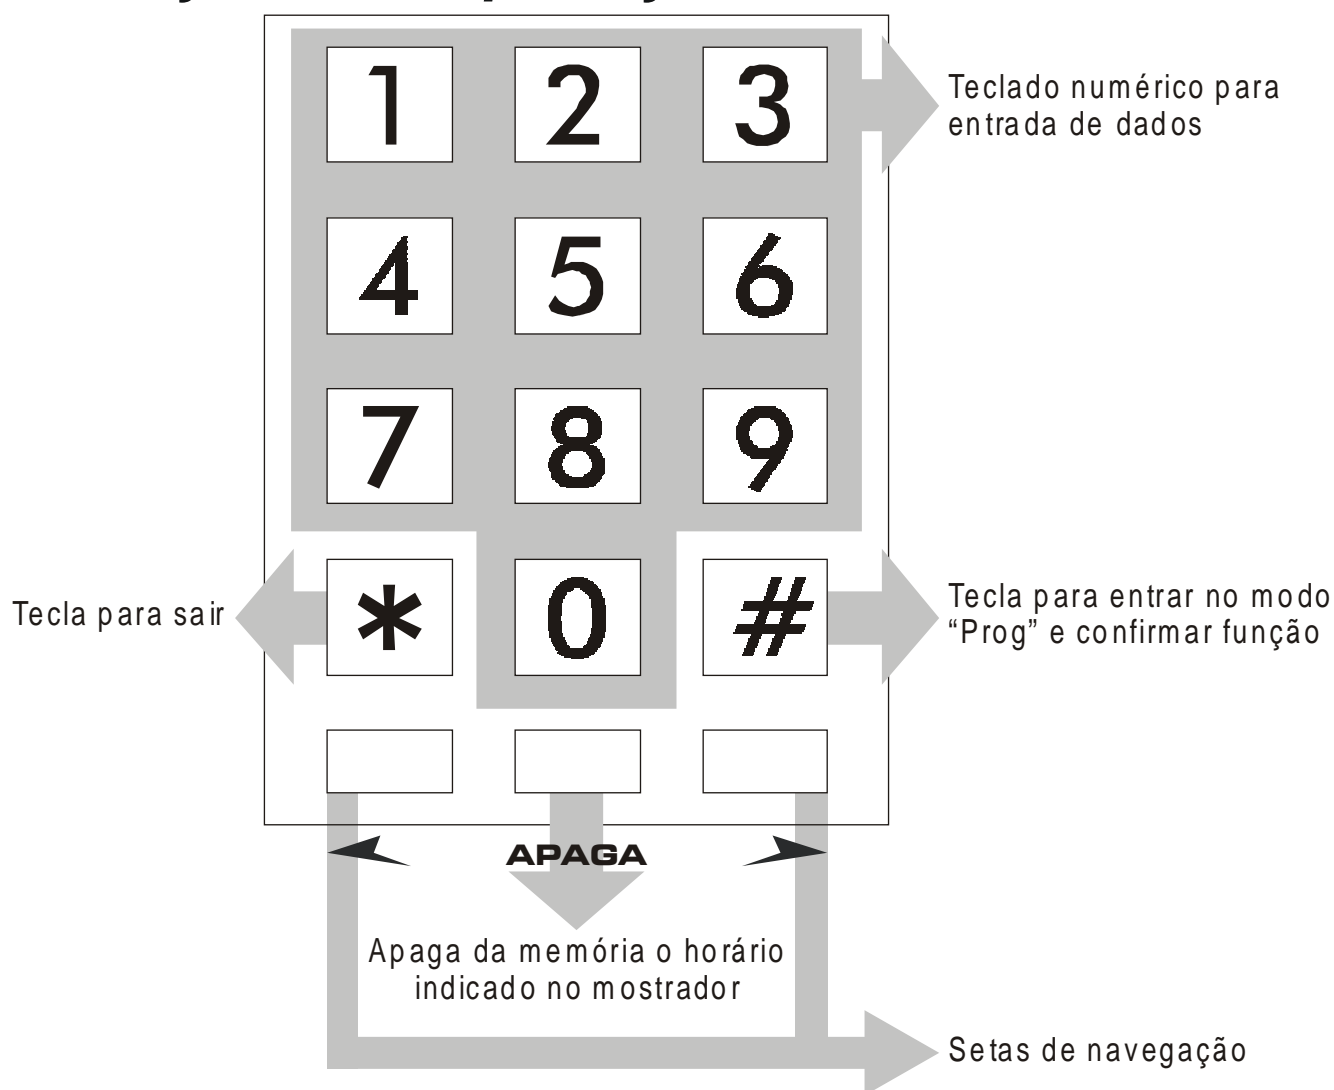 1 2 3
Teclado numérico para
entrada de dados
4 5 6
7 8 9
Tecla para sair
* 0 #
Tecla para entrar no modo
“Prog” e confirmar função
APAGA
Apaga da memória o horário
indicado no mostrador
Setas de navegação